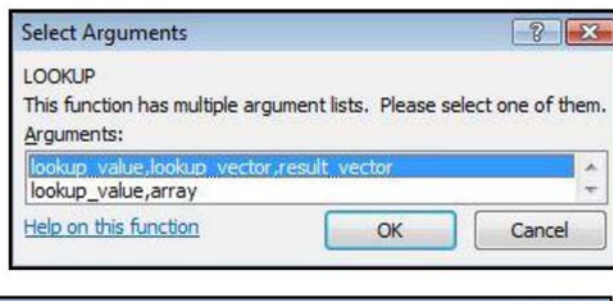 Select Arguments
LOOKUP
This function has multiple argument lists. Please select one of them.
Arguments:
lookup_value,lookup_vector,result_vector
lookup_value,array
Help on this function
OK
Cancel